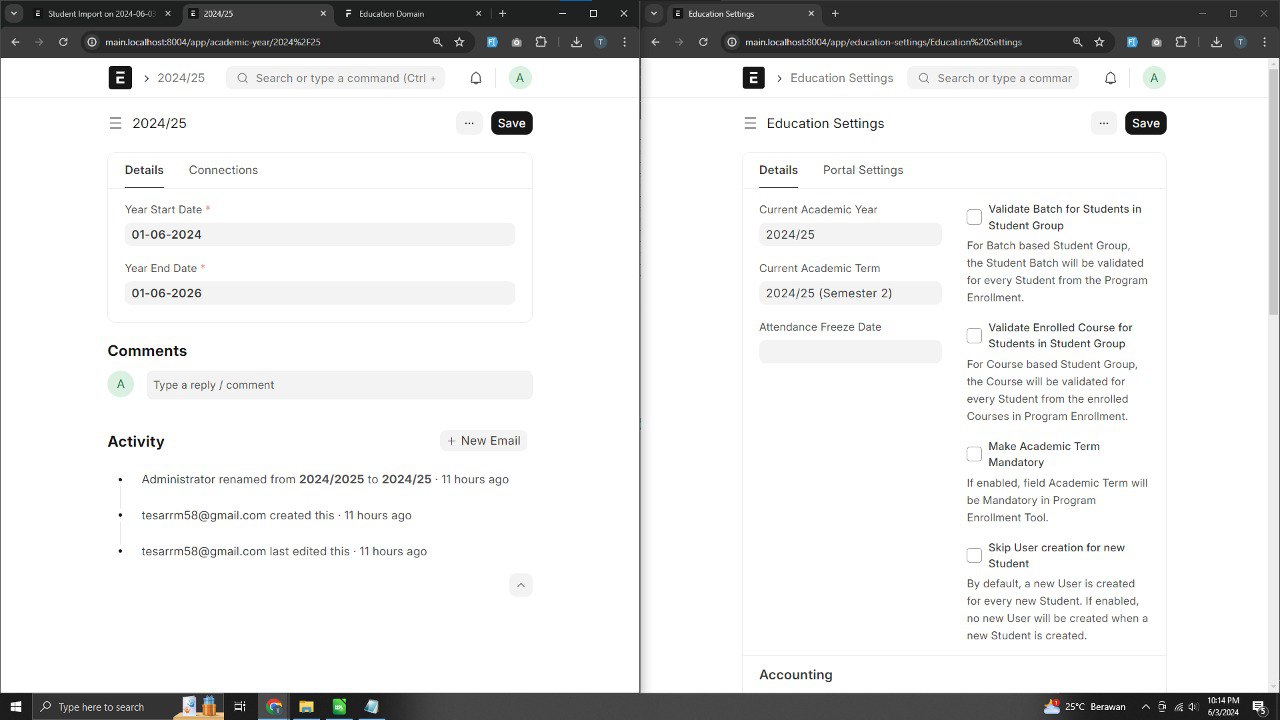 Student Import on 2024-06-03
2024/25
Education Domain
main.localhost:8004/app/academic-year/2024%2F25
T
2024/25
Search or type a command (Ctrl +
A
2024/25
...
Save
Details
Connections
Year Start Date *
01-06-2024
Year End Date *
01-06-2026
Comments
A
Type a reply / comment
Activity
+ New Email
Administrator renamed from 2024/2025 to 2024/25 · 11 hours ago
tesarrm58@gmail.com created this · 11 hours ago
tesarrm58@gmail.com last edited this · 11 hours ago
Education Settings
main.localhost:8004/app/education-settings/Education%20Settings
T
Education Settings
Search or type a commar
A
Education Settings
...
Save
Details
Portal Settings
Current Academic Year
2024/25
Current Academic Term
2024/25 (Semester 2)
Attendance Freeze Date
Validate Batch for Students in
Student Group
For Batch based Student Group,
the Student Batch will be validated
for every Student from the Program
Enrollment.
Validate Enrolled Course for
Students in Student Group
For Course based Student Group,
the Course will be validated for
every Student from the enrolled
Courses in Program Enrollment.
Make Academic Term
Mandatory
If enabled, field Academic Term will
be Mandatory in Program
Enrollment Tool.
Skip User creation for new
Student
By default, a new User is created
for every new Student. If enabled,
no new User will be created when a
new Student is created.
Accounting
Type here to search
25°C Berawan
10:14 PM
6/3/2024